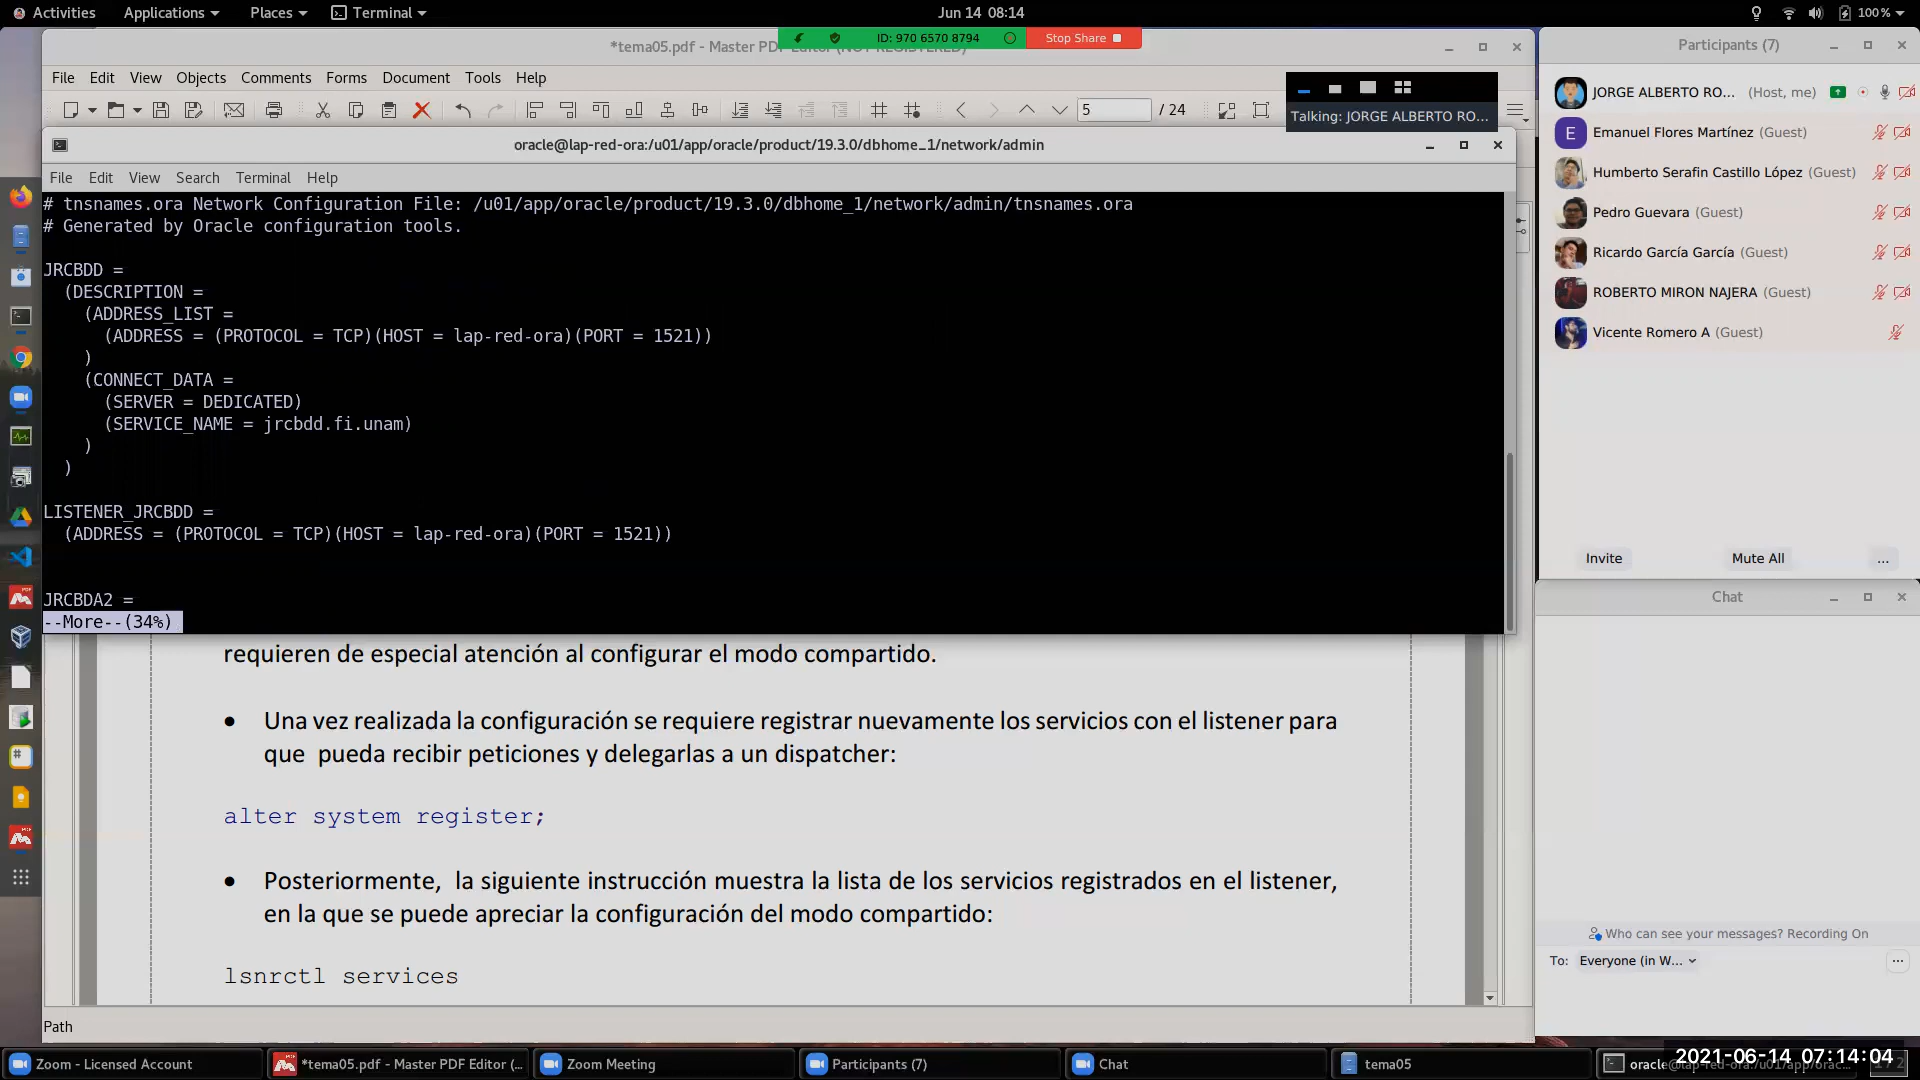 Activities Applications Places Terminal Jun 14 08:14 100%
*tema05.pdf - Master PDF Editor (NOT REGISTERED)
ID: 970 6570 8794 Stop Share
File Edit View Objects Comments Forms Document Tools Help
5 / 24
Talking: JORGE ALBERTO RO...
oracle@lap-red-ora:/u01/app/oracle/product/19.3.0/dbhome_1/network/admin
File Edit View Search Terminal Help
# tnsnames.ora Network Configuration File: /u01/app/oracle/product/19.3.0/dbhome_1/network/admin/tnsnames.ora
# Generated by Oracle configuration tools.
JRCBDD =
(DESCRIPTION =
(ADDRESS_LIST =
(ADDRESS = (PROTOCOL = TCP)(HOST = lap-red-ora)(PORT = 1521))
)
(CONNECT_DATA =
(SERVER = DEDICATED)
(SERVICE_NAME = jrcbdd.fi.unam)
)
)
LISTENER_JRCBDD =
(ADDRESS = (PROTOCOL = TCP)(HOST = lap-red-ora)(PORT = 1521))
JRCBDA2 =
--More--(34%)
requieren de especial atención al configurar el modo compartido.
• Una vez realizada la configuración se requiere registrar nuevamente los servicios con el listener para
que pueda recibir peticiones y delegarlas a un dispatcher:
alter system register;
• Posteriormente, la siguiente instrucción muestra la lista de los servicios registrados en el listener,
en la que se puede apreciar la configuración del modo compartido:
lsnrctl services
Path
Participants (7)
JORGE ALBERTO RO... (Host, me)
E Emanuel Flores Martínez (Guest)
Humberto Serafin Castillo López (Guest)
Pedro Guevara (Guest)
Ricardo García García (Guest)
ROBERTO MIRON NAJERA (Guest)
Vicente Romero A (Guest)
Invite Mute All ...
Chat
Who can see your messages? Recording On
To: Everyone (in W...
Zoom - Licensed Account *tema05.pdf - Master PDF Editor (... Zoom Meeting Participants (7) Chat tema05 oracle@lap-red-ora:/u01/app/orac...
2021-06-14 07:14:04